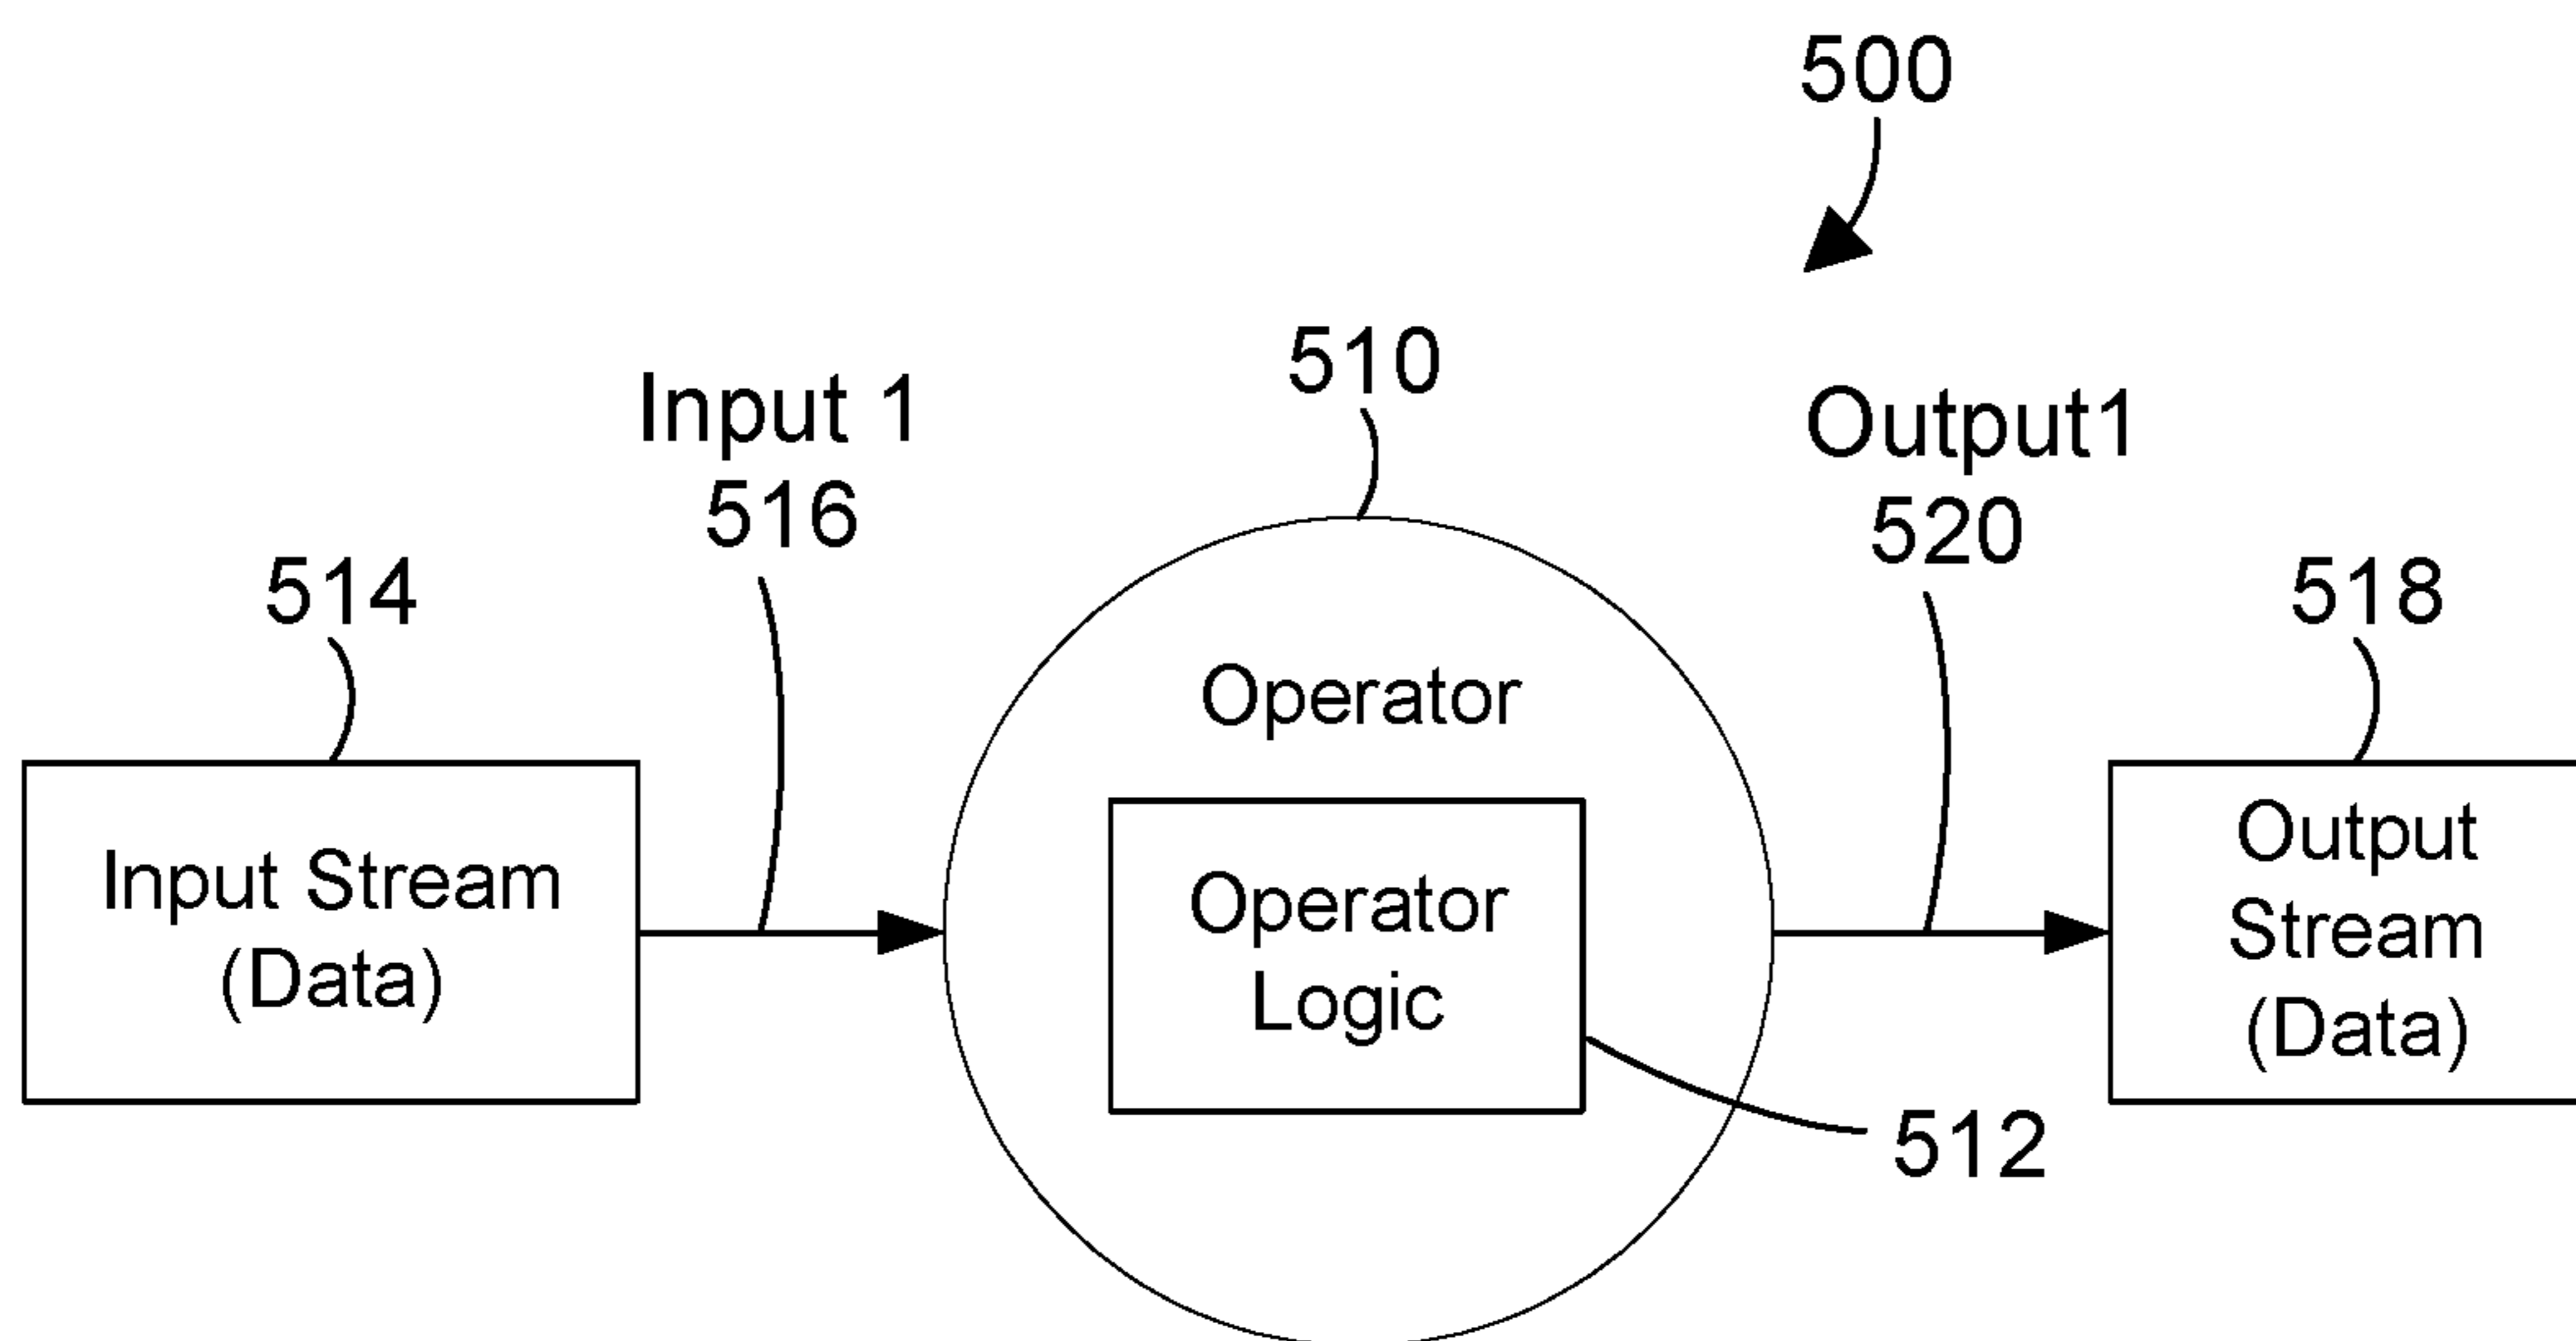 500
510
Input 1
516
Output1
520
514
518
Operator
Input Stream
(Data)
Operator
Logic
Output
Stream
(Data)
512